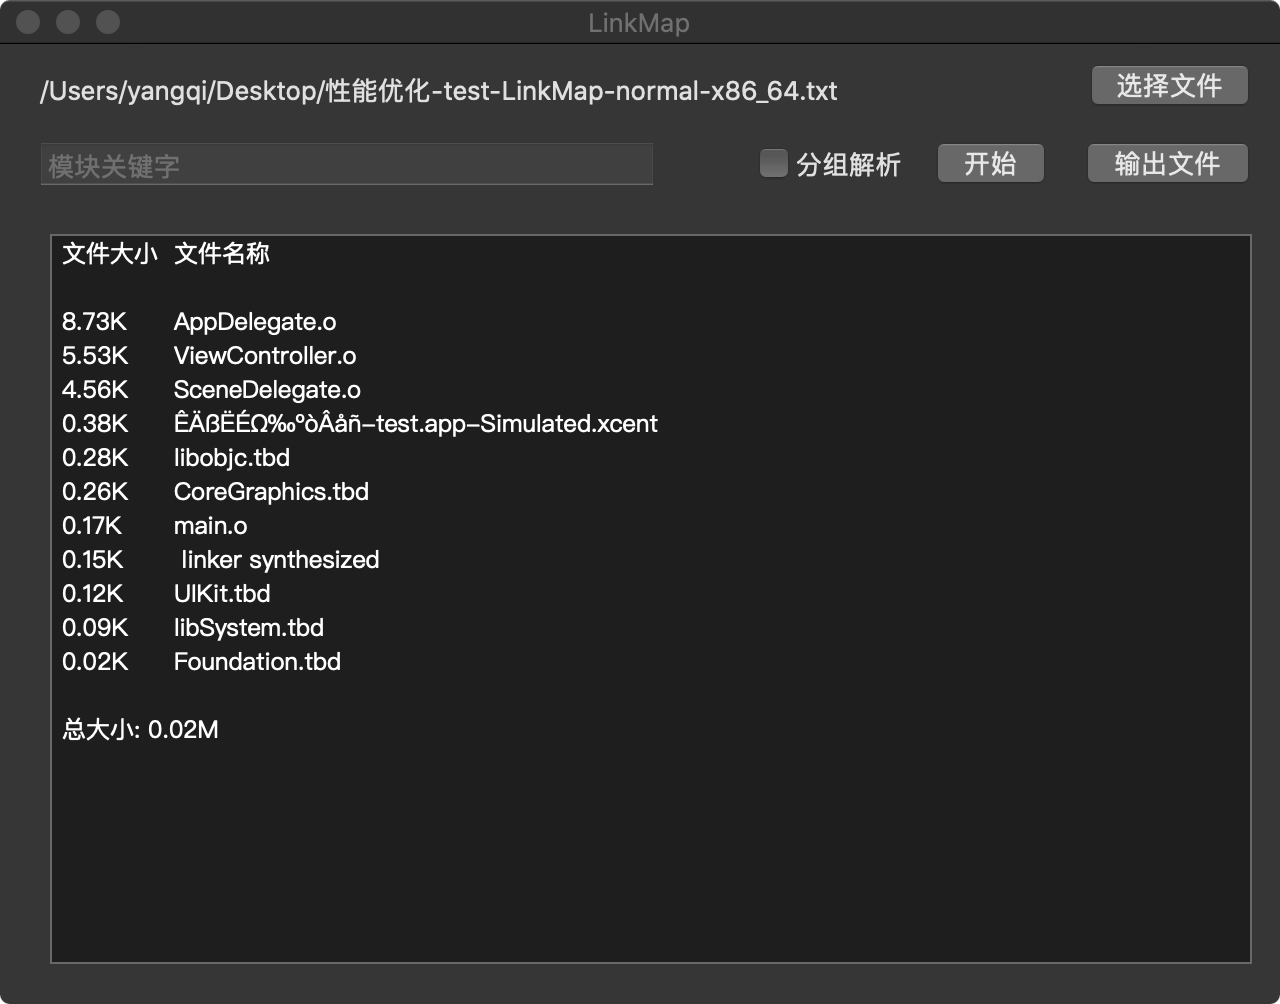 LinkMap
/Users/yangqi/Desktop/性能优化-test-LinkMap-normal-x86_64.txt
选择文件
模块关键字
分组解析
开始
输出文件
文件大小 文件名称
8.73K AppDelegate.o
5.53K ViewController.o
4.56K SceneDelegate.o
0.38K ÊÄßËÉΩ‰ºòÂåñ-test.app-Simulated.xcent
0.28K libobjc.tbd
0.26K CoreGraphics.tbd
0.17K main.o
0.15K linker synthesized
0.12K UIKit.tbd
0.09K libSystem.tbd
0.02K Foundation.tbd
总大小: 0.02M